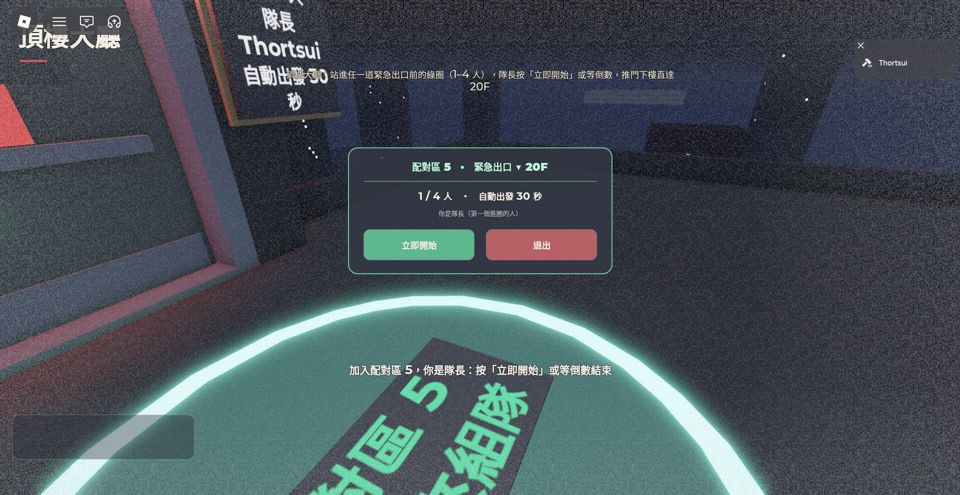 頂樓大廳
隊長
Thortsui
自動出發 30
秒
站進任一道緊急出口前的綠圈（1–4 人），隊長按「立即開始」或等倒數，推門下樓直達
20F
Thortsui
配對區 5 • 緊急出口 ▼ 20F
1 / 4 人 • 自動出發 30 秒
你是隊長（第一個進圈的人）
立即開始
退出
加入配對區 5，你是隊長：按「立即開始」或等倒數結束
對區 5
組隊